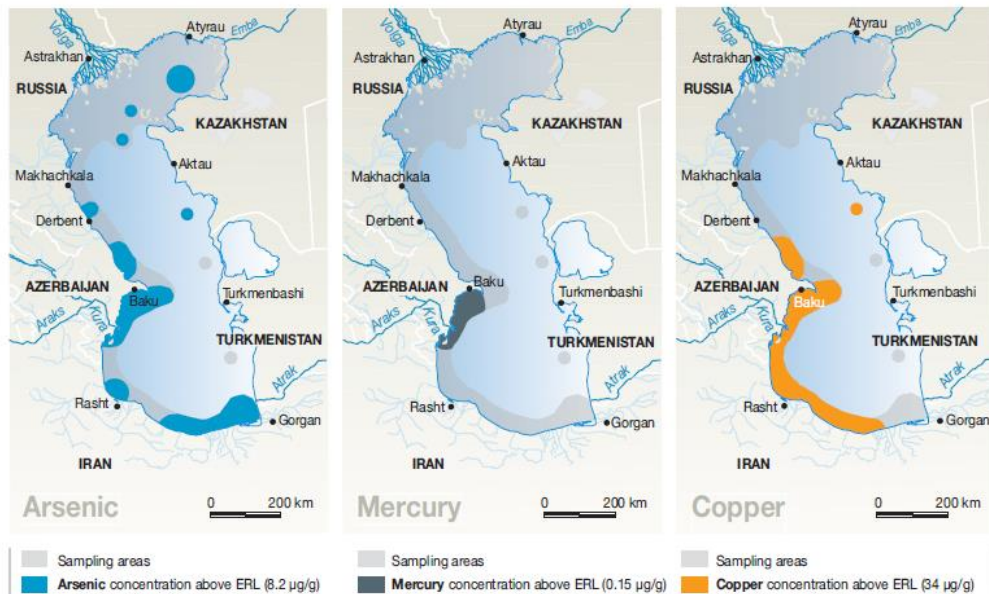 Volga
Atyrau
Emba
Astrakhan
RUSSIA
KAZAKHSTAN
Aktau
Makhachkala
Derbent
AZERBAIJAN
Baku
Turkmenbashi
Araks
Kura
TURKMENISTAN
Atrak
Rasht
Gorgan
IRAN
Arsenic
0 200 km
Sampling areas
Arsenic concentration above ERL (8.2 µg/g)
Volga
Atyrau
Emba
Astrakhan
RUSSIA
KAZAKHSTAN
Aktau
Makhachkala
Derbent
AZERBAIJAN
Baku
Turkmenbashi
Araks
Kura
TURKMENISTAN
Atrak
Rasht
Gorgan
IRAN
Mercury
0 200 km
Sampling areas
Mercury concentration above ERL (0.15 µg/g)
Volga
Atyrau
Emba
Astrakhan
RUSSIA
KAZAKHSTAN
Aktau
Makhachkala
Derbent
AZERBAIJAN
Baku
Turkmenbashi
Araks
Kura
TURKMENISTAN
Atrak
Rasht
Gorgan
IRAN
Copper
0 200 km
Sampling areas
Copper concentration above ERL (34 µg/g)